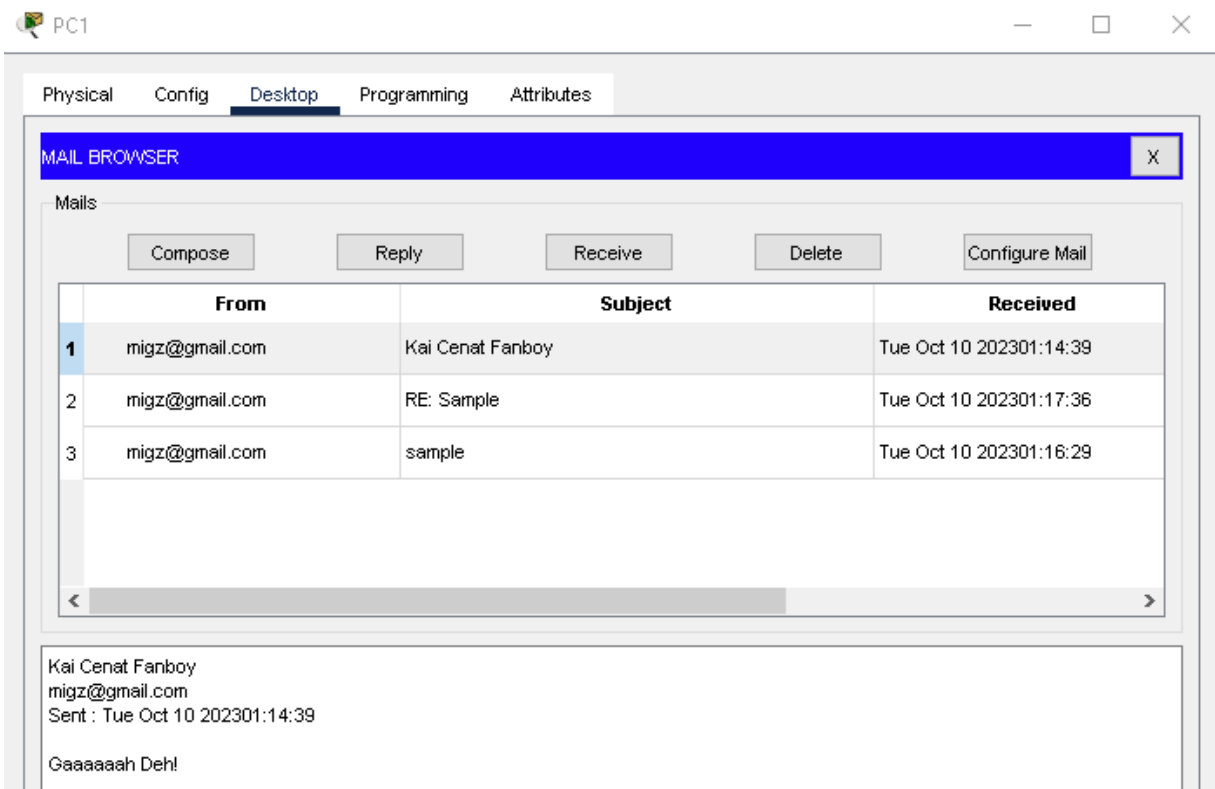 PC1
Physical Config Desktop Programming Attributes
MAIL BROWSER X
Mails
Compose Reply Receive Delete Configure Mail
From Subject Received
1 migz@gmail.com Kai Cenat Fanboy Tue Oct 10 202301:14:39
2 migz@gmail.com RE: Sample Tue Oct 10 202301:17:36
3 migz@gmail.com sample Tue Oct 10 202301:16:29
Kai Cenat Fanboy
migz@gmail.com
Sent : Tue Oct 10 202301:14:39
Gaaaaaah Deh!